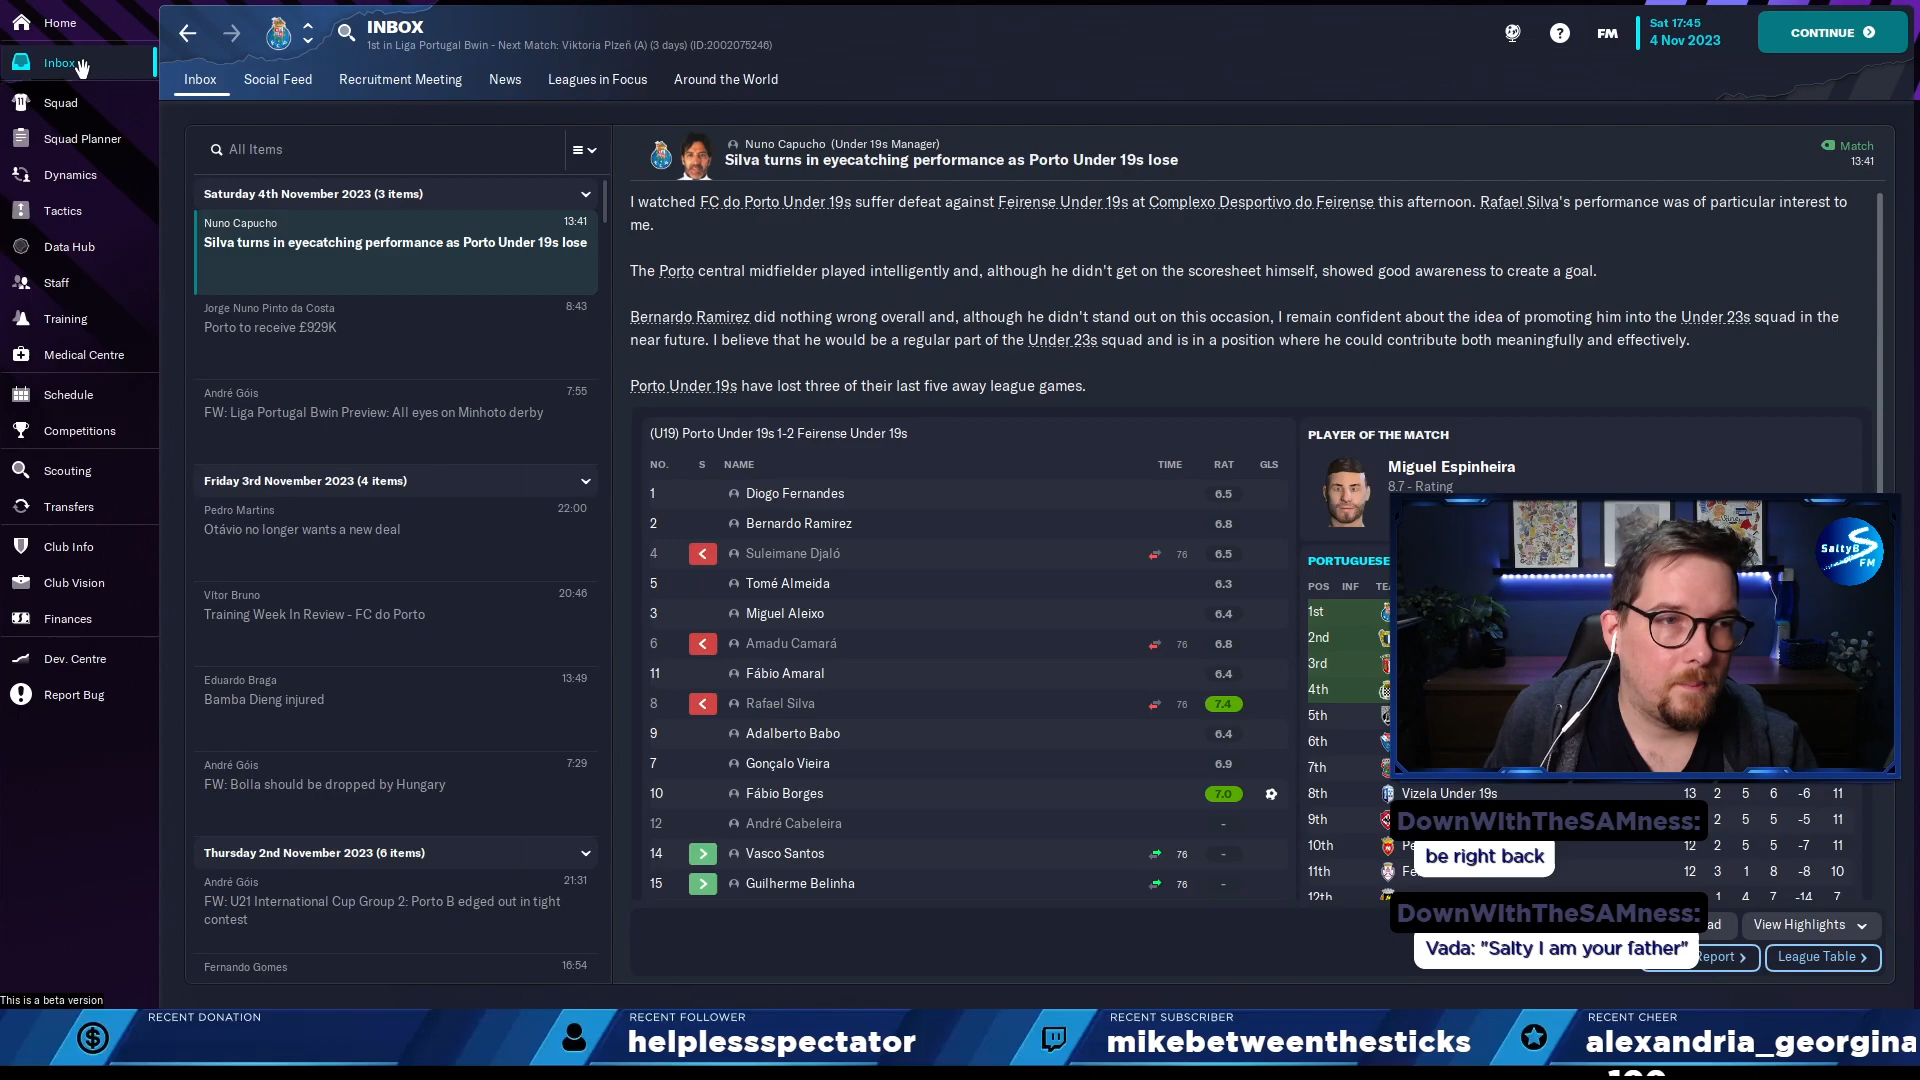 Home
Inbox
Squad
Squad Planner
Dynamics
Tactics
Data Hub
Staff
Training
Medical Centre
Schedule
Competitions
Scouting
Transfers
Club Info
Club Vision
Finances
Dev. Centre
Report Bug
This is a beta version
INBOX
1st in Liga Portugal Bwin - Next Match: Viktoria Plzeň (A) (3 days) (ID:2002075246)
FM
Sat 17:45
4 Nov 2023
CONTINUE
Inbox Social Feed Recruitment Meeting News Leagues in Focus Around the World
All Items
Saturday 4th November 2023 (3 items)
Nuno Capucho 13:41
Silva turns in eyecatching performance as Porto Under 19s lose
Jorge Nuno Pinto da Costa 8:43
Porto to receive £929K
André Góis 7:55
FW: Liga Portugal Bwin Preview: All eyes on Minhoto derby
Friday 3rd November 2023 (4 items)
Pedro Martins 22:00
Otávio no longer wants a new deal
Vítor Bruno 20:46
Training Week In Review - FC do Porto
Eduardo Braga 13:49
Bamba Dieng injured
André Góis 7:29
FW: Bolla should be dropped by Hungary
Thursday 2nd November 2023 (6 items)
André Góis 21:31
FW: U21 International Cup Group 2: Porto B edged out in tight
contest
Fernando Gomes 16:54
Nuno Capucho (Under 19s Manager)
Silva turns in eyecatching performance as Porto Under 19s lose
Match
13:41
I watched FC do Porto Under 19s suffer defeat against Feirense Under 19s at Complexo Desportivo do Feirense this afternoon. Rafael Silva's performance was of particular interest to
me.
The Porto central midfielder played intelligently and, although he didn't get on the scoresheet himself, showed good awareness to create a goal.
Bernardo Ramirez did nothing wrong overall and, although he didn't stand out on this occasion, I remain confident about the idea of promoting him into the Under 23s squad in the
near future. I believe that he would be a regular part of the Under 23s squad and is in a position where he could contribute both meaningfully and effectively.
Porto Under 19s have lost three of their last five away league games.
(U19) Porto Under 19s 1-2 Feirense Under 19s
NO. S NAME TIME RAT GLS
1 Diogo Fernandes 6.5
2 Bernardo Ramirez 6.8
4 Suleimane Djaló 76 6.5
5 Tomé Almeida 6.3
3 Miguel Aleixo 6.4
6 Amadu Camará 76 6.8
11 Fábio Amaral 6.4
8 Rafael Silva 76 7.4
9 Adalberto Babo 6.4
7 Gonçalo Vieira 6.9
10 Fábio Borges 7.0
12 André Cabeleira -
14 Vasco Santos 76 -
15 Guilherme Belinha 76 -
PLAYER OF THE MATCH
Miguel Espinheira
8.7 - Rating
PORTUGUESE
POS INF
1st
2nd
3rd
4th
5th
6th
7th
8th Vizela Under 19s 13 2 5 6 -6 11
9th 2 5 5 -5 11
10th 12 2 5 5 -7 11
11th 12 3 1 8 -8 10
12th 1 4 7 -14 7
SaltyB
FM
DownWIthTheSAMness:
be right back
DownWIthTheSAMness:
Vada: "Salty I am your father"
View Highlights
Report
League Table
RECENT DONATION
RECENT FOLLOWER
helplessspectator
RECENT SUBSCRIBER
mikebetweenthesticks
RECENT CHEER
alexandria_georgina